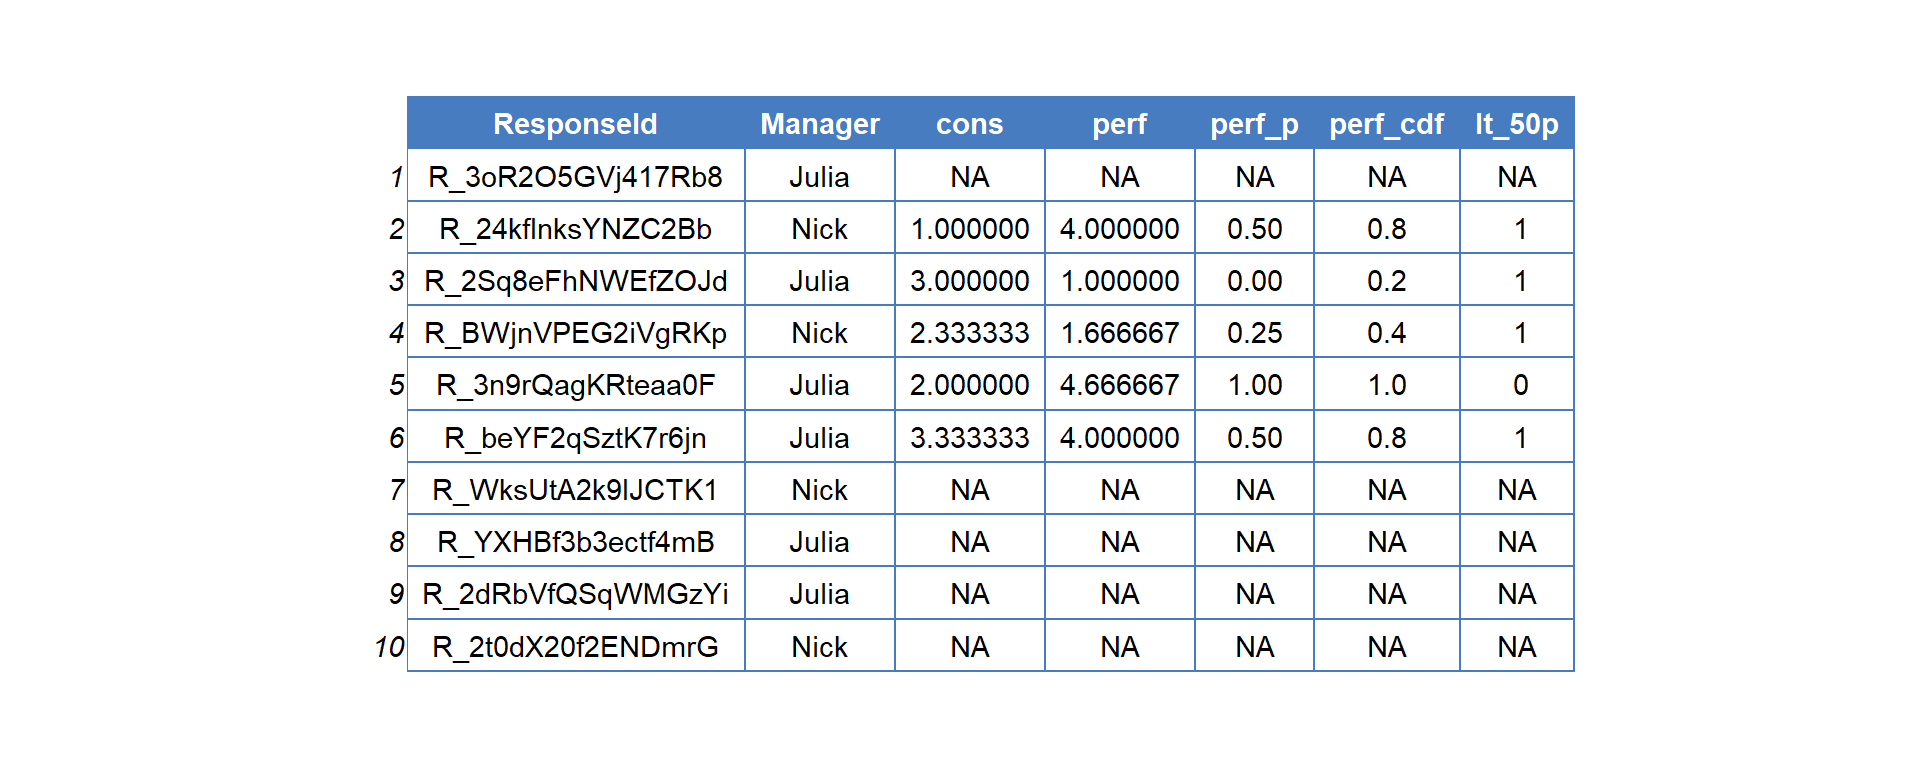 ResponseId Manager cons perf perf_p perf_cdf lt_50p
1 R_3oR2O5GVj417Rb8 Julia NA NA NA NA NA
2 R_24kflnksYNZC2Bb Nick 1.000000 4.000000 0.50 0.8 1
3 R_2Sq8eFhNWEfZOJd Julia 3.000000 1.000000 0.00 0.2 1
4 R_BWjnVPEG2iVgRKp Nick 2.333333 1.666667 0.25 0.4 1
5 R_3n9rQagKRteaa0F Julia 2.000000 4.666667 1.00 1.0 0
6 R_beYF2qSztK7r6jn Julia 3.333333 4.000000 0.50 0.8 1
7 R_WksUtA2k9lJCTK1 Nick NA NA NA NA NA
8 R_YXHBf3b3ectf4mB Julia NA NA NA NA NA
9 R_2dRbVfQSqWMGzYi Julia NA NA NA NA NA
10 R_2t0dX20f2ENDmrG Nick NA NA NA NA NA